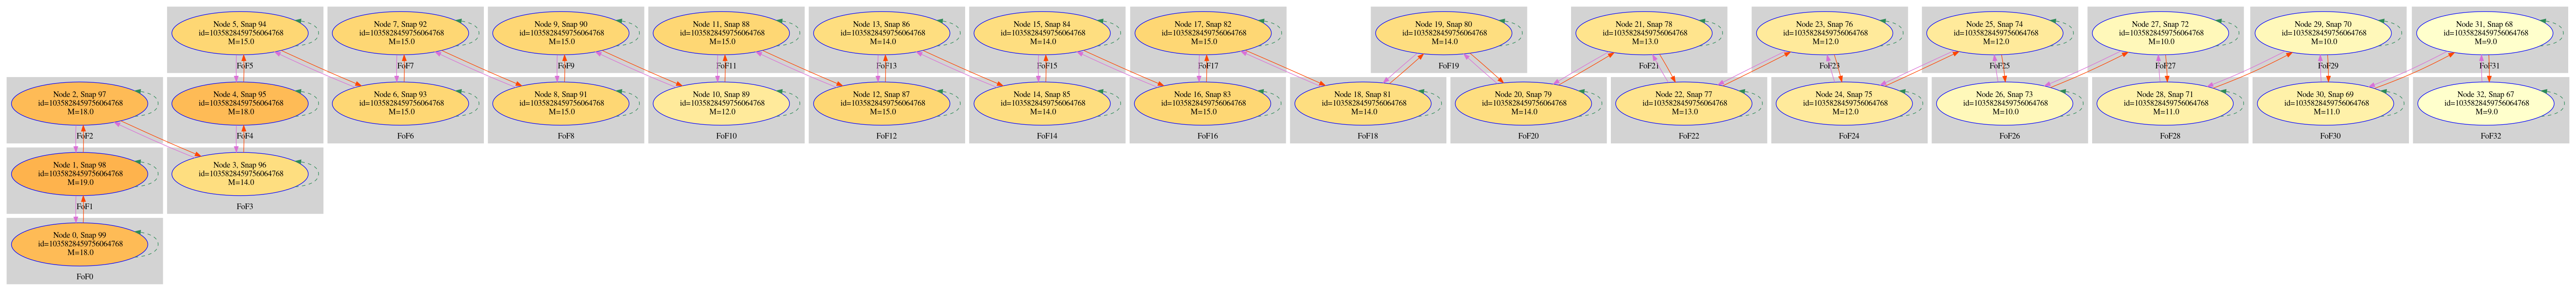 Node 5, Snap 94
id=1035828459756064768
M=15.0
FoF5
Node 7, Snap 92
id=1035828459756064768
M=15.0
FoF7
Node 9, Snap 90
id=1035828459756064768
M=15.0
FoF9
Node 11, Snap 88
id=1035828459756064768
M=15.0
FoF11
Node 13, Snap 86
id=1035828459756064768
M=14.0
FoF13
Node 15, Snap 84
id=1035828459756064768
M=14.0
FoF15
Node 17, Snap 82
id=1035828459756064768
M=15.0
FoF17
Node 19, Snap 80
id=1035828459756064768
M=14.0
FoF19
Node 21, Snap 78
id=1035828459756064768
M=13.0
FoF21
Node 23, Snap 76
id=1035828459756064768
M=12.0
FoF23
Node 25, Snap 74
id=1035828459756064768
M=12.0
FoF25
Node 27, Snap 72
id=1035828459756064768
M=10.0
FoF27
Node 29, Snap 70
id=1035828459756064768
M=10.0
FoF29
Node 31, Snap 68
id=1035828459756064768
M=9.0
FoF31
Node 2, Snap 97
id=1035828459756064768
M=18.0
FoF2
Node 4, Snap 95
id=1035828459756064768
M=18.0
FoF4
Node 6, Snap 93
id=1035828459756064768
M=15.0
FoF6
Node 8, Snap 91
id=1035828459756064768
M=15.0
FoF8
Node 10, Snap 89
id=1035828459756064768
M=12.0
FoF10
Node 12, Snap 87
id=1035828459756064768
M=15.0
FoF12
Node 14, Snap 85
id=1035828459756064768
M=14.0
FoF14
Node 16, Snap 83
id=1035828459756064768
M=15.0
FoF16
Node 18, Snap 81
id=1035828459756064768
M=14.0
FoF18
Node 20, Snap 79
id=1035828459756064768
M=14.0
FoF20
Node 22, Snap 77
id=1035828459756064768
M=13.0
FoF22
Node 24, Snap 75
id=1035828459756064768
M=12.0
FoF24
Node 26, Snap 73
id=1035828459756064768
M=10.0
FoF26
Node 28, Snap 71
id=1035828459756064768
M=11.0
FoF28
Node 30, Snap 69
id=1035828459756064768
M=11.0
FoF30
Node 32, Snap 67
id=1035828459756064768
M=9.0
FoF32
Node 1, Snap 98
id=1035828459756064768
M=19.0
FoF1
Node 3, Snap 96
id=1035828459756064768
M=14.0
FoF3
Node 0, Snap 99
id=1035828459756064768
M=18.0
FoF0